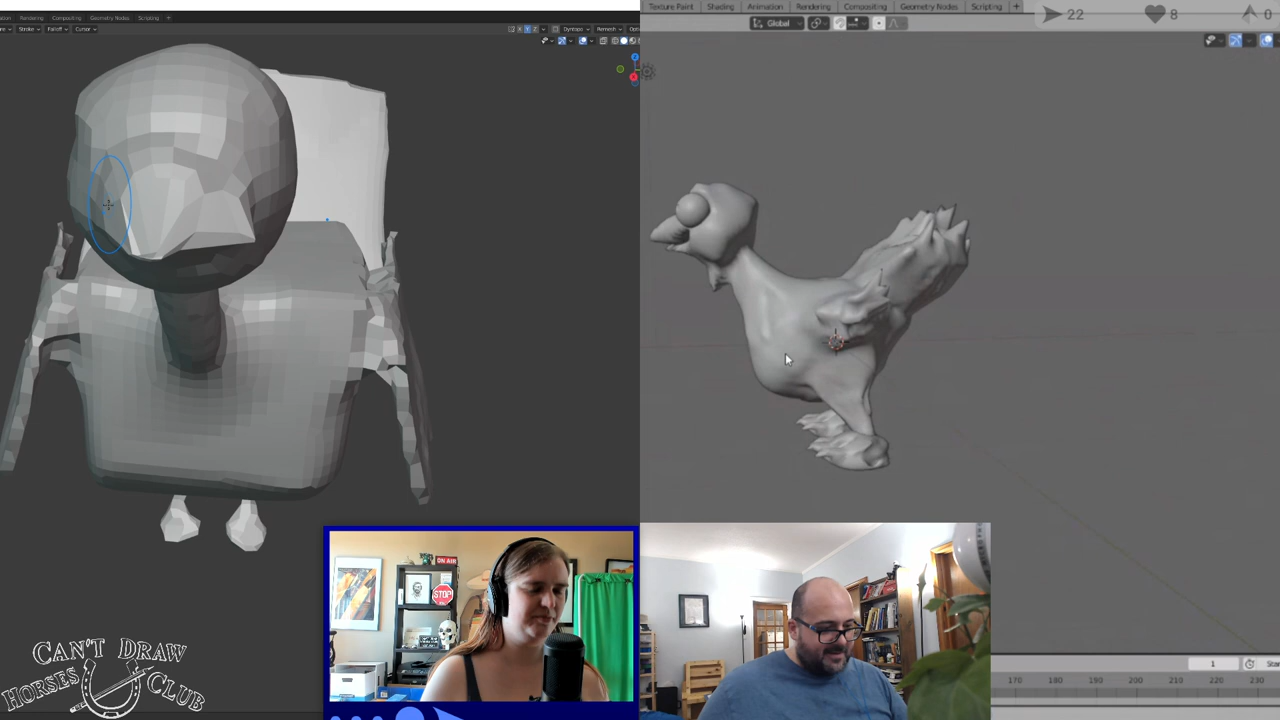 Rendering Compositing Geometry Nodes Scripting +
Stroke Falloff Cursor
Dyntopo Remesh
Texture Paint Shading Animation Rendering Compositing Geometry Nodes Scripting +
22 8 0
Global
ON AIR
STOP
CAN'T DRAW
HORSES CLUB
1
170 180 190 200 210 220 230